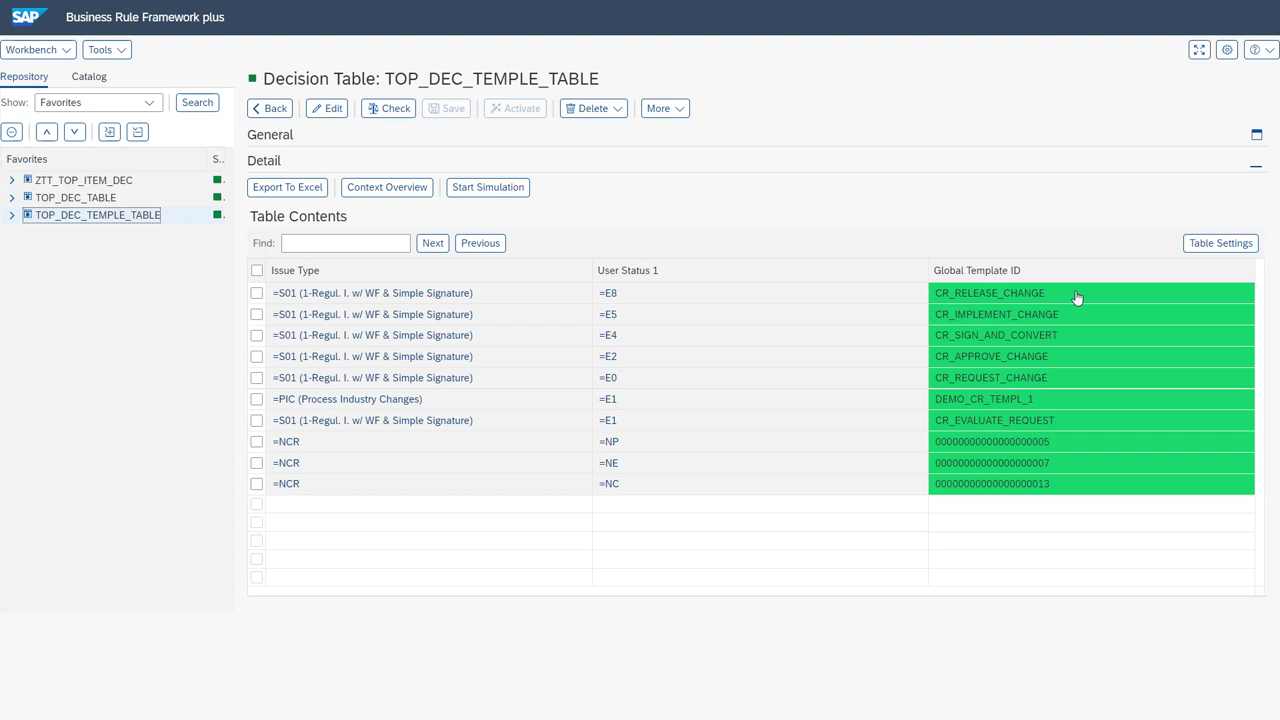 SAP Business Rule Framework plus
Workbench Tools
Repository Catalog
Show: Favorites Search
Favorites S..
ZTT_TOP_ITEM_DEC
TOP_DEC_TABLE
TOP_DEC_TEMPLE_TABLE
Decision Table: TOP_DEC_TEMPLE_TABLE
Back Edit Check Save Activate Delete More
General
Detail
Export To Excel Context Overview Start Simulation
Table Contents
Find: Next Previous Table Settings
Issue Type User Status 1 Global Template ID
=S01 (1-Regul. I. w/ WF & Simple Signature) =E8 CR_RELEASE_CHANGE
=S01 (1-Regul. I. w/ WF & Simple Signature) =E5 CR_IMPLEMENT_CHANGE
=S01 (1-Regul. I. w/ WF & Simple Signature) =E4 CR_SIGN_AND_CONVERT
=S01 (1-Regul. I. w/ WF & Simple Signature) =E2 CR_APPROVE_CHANGE
=S01 (1-Regul. I. w/ WF & Simple Signature) =E0 CR_REQUEST_CHANGE
=PIC (Process Industry Changes) =E1 DEMO_CR_TEMPL_1
=S01 (1-Regul. I. w/ WF & Simple Signature) =E1 CR_EVALUATE_REQUEST
=NCR =NP 00000000000000000005
=NCR =NE 00000000000000000007
=NCR =NC 00000000000000000013